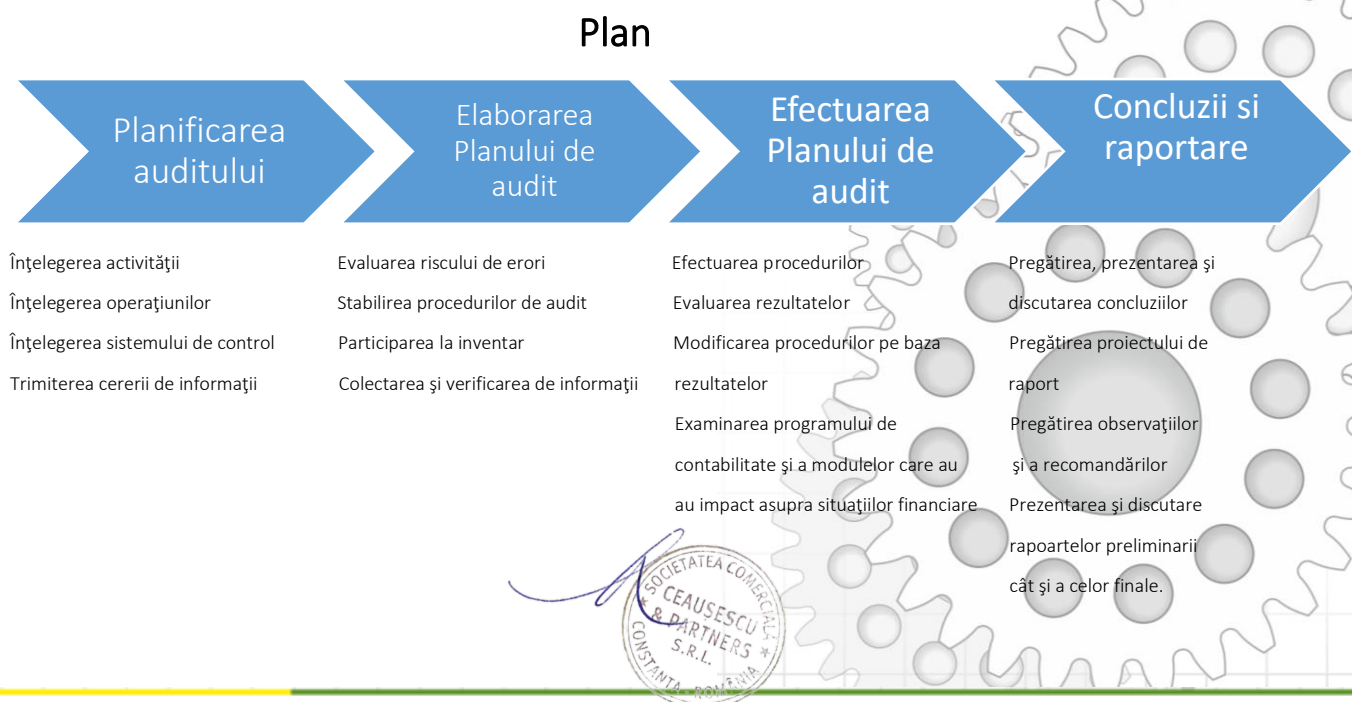 Plan
Planificarea
auditului
Elaborarea
Planului de
audit
Efectuarea
Planului de
audit
Concluzii si
raportare
Înţelegerea activităţii
Înţelegerea operaţiunilor
Înţelegerea sistemului de control
Trimiterea cererii de informaţii
Evaluarea riscului de erori
Stabilirea procedurilor de audit
Participarea la inventar
Colectarea şi verificarea de informaţii
Efectuarea procedurilor
Evaluarea rezultatelor
Modificarea procedurilor pe baza
rezultatelor
Examinarea programului de
contabilitate şi a modulelor care au
au impact asupra situaţiilor financiare
Pregătirea, prezentarea şi
discutarea concluziilor
Pregătirea proiectului de
raport
Pregătirea observaţiilor
şi a recomandărilor
Prezentarea şi discutare
rapoartelor preliminarii
cât şi a celor finale.
SOCIETATEA COMERCIALĂ
CEAUSESCU
& PARTNERS
S.R.L.
CONSTANTA - ROMÂNIA